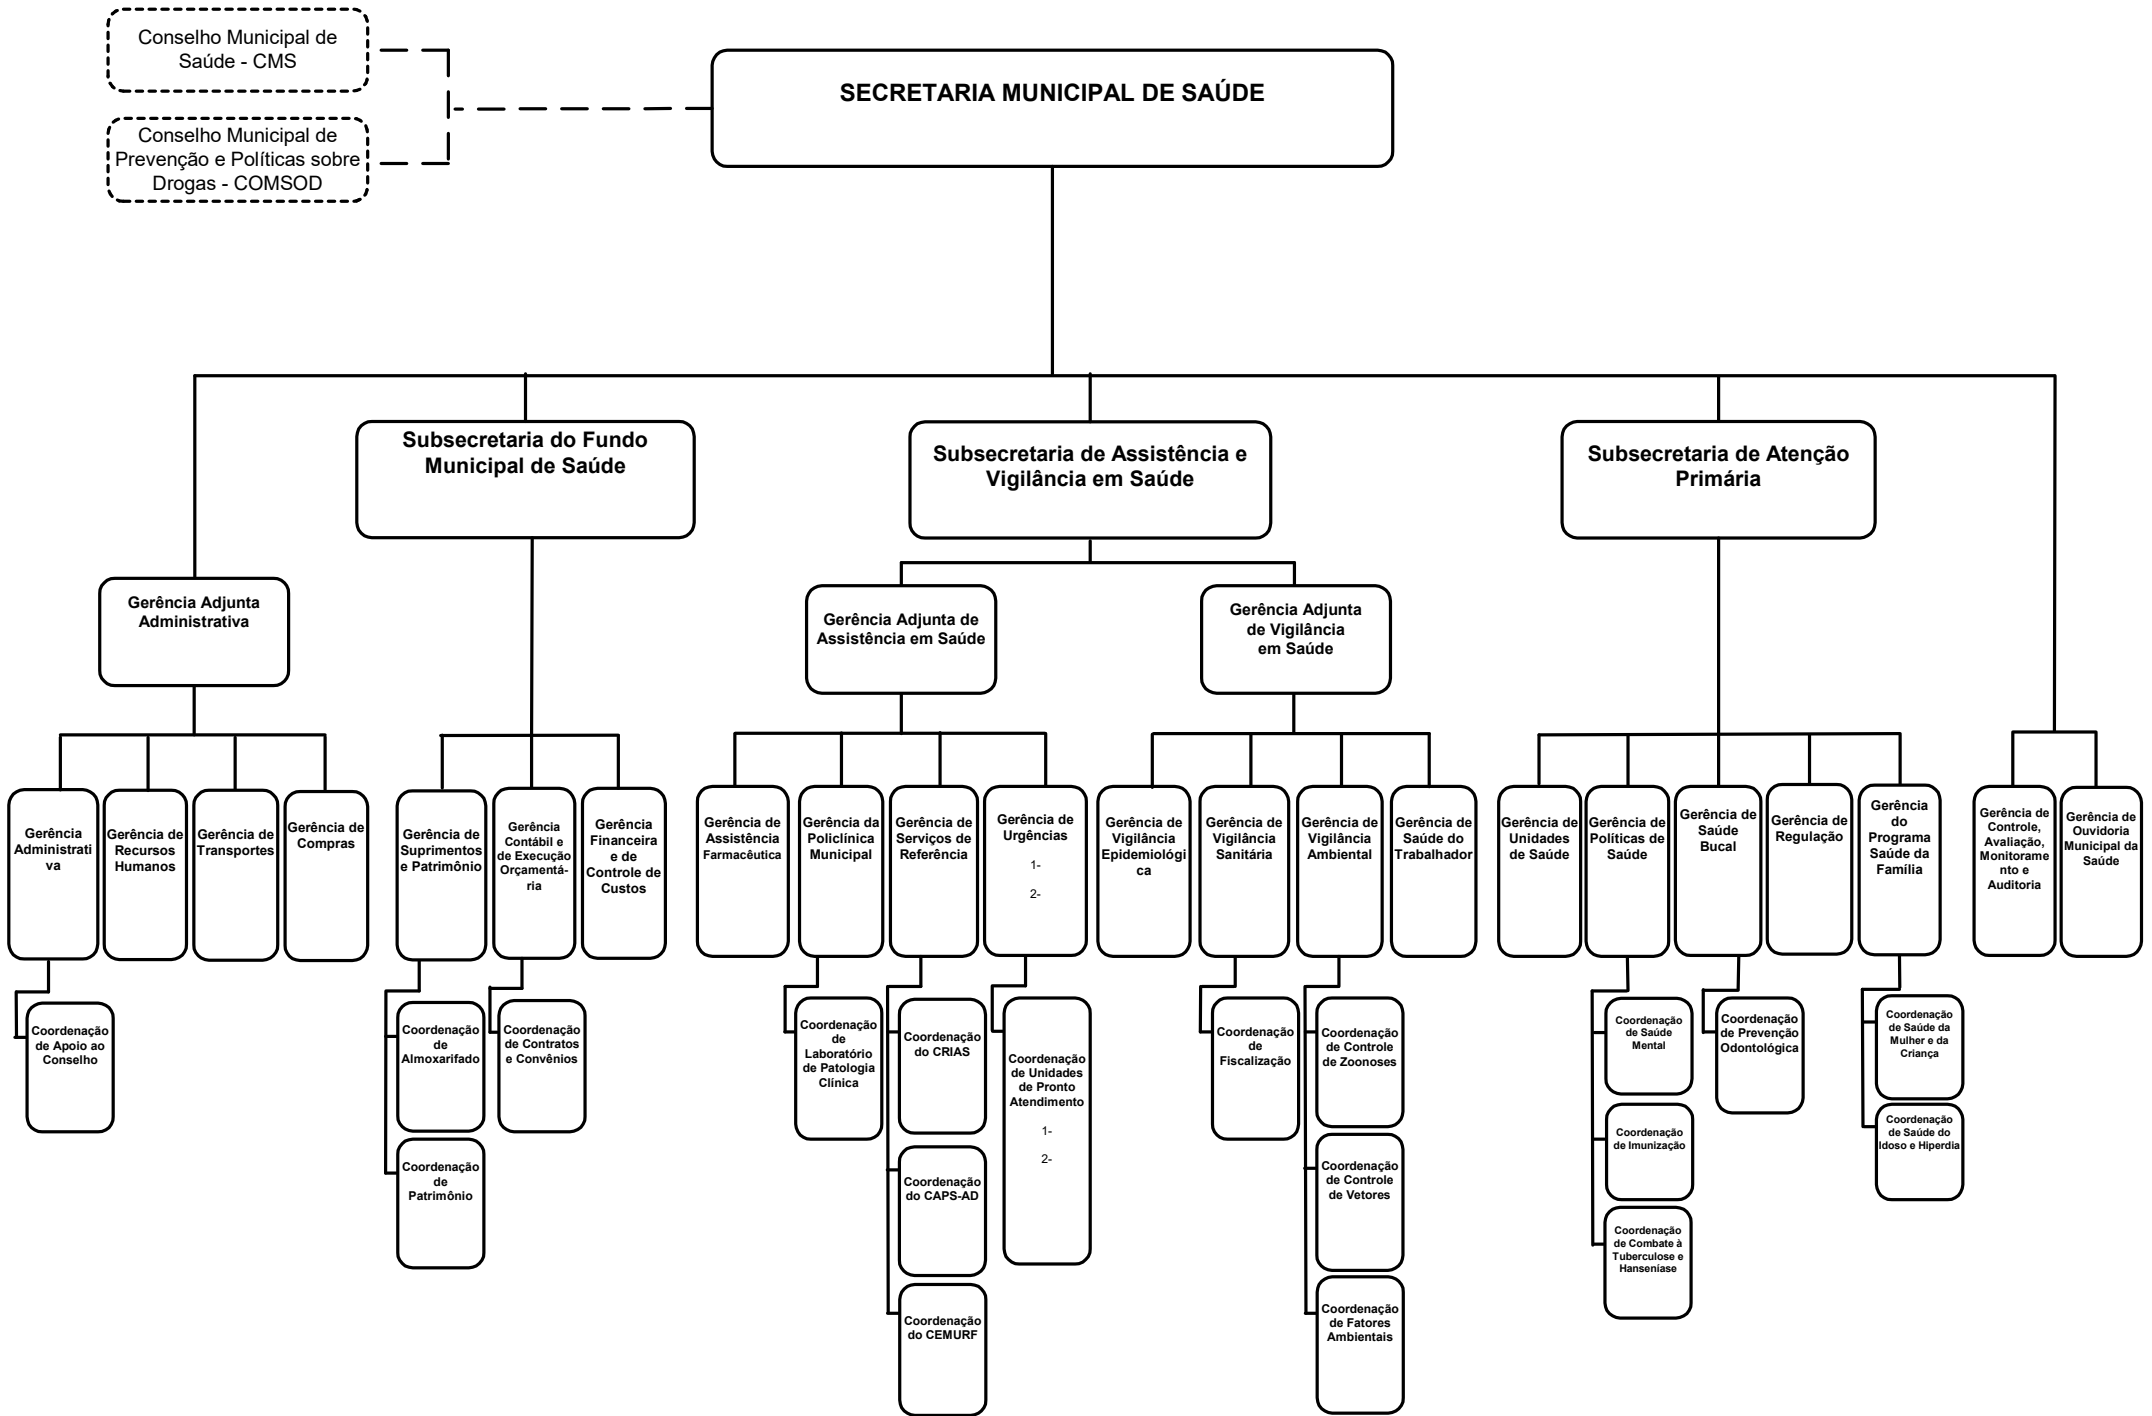 Conselho Municipal de
Saúde - CMS
Conselho Municipal de
Prevenção e Políticas sobre
Drogas - COMSOD
SECRETARIA MUNICIPAL DE SAÚDE
Subsecretaria do Fundo
Municipal de Saúde
Subsecretaria de Assistência e
Vigilância em Saúde
Subsecretaria de Atenção
Primária
Gerência Adjunta
Administrativa
Gerência Adjunta de
Assistência em Saúde
Gerência Adjunta
de Vigilância
em Saúde
Gerência
Administrati
va
Gerência de
Recursos
Humanos
Gerência de
Transportes
Gerência de
Compras
Gerência de
Suprimentos
e Patrimônio
Gerência
Contábil e
de Execução
Orçamentá-
ria
Gerência
Financeira
e de
Controle de
Custos
Gerência de
Assistência
Farmacêutica
Gerência da
Policlínica
Municipal
Gerência de
Serviços de
Referência
Gerência de
Urgências
1-
2-
Gerência de
Vigilância
Epidemiológi
ca
Gerência de
Vigilância
Sanitária
Gerência de
Vigilância
Ambiental
Gerência de
Saúde do
Trabalhador
Gerência de
Unidades
de Saúde
Gerência de
Políticas de
Saúde
Gerência de
Saúde
Bucal
Gerência de
Regulação
Gerência
do
Programa
Saúde da
Família
Gerência de
Controle,
Avaliação,
Monitorame
nto e
Auditoria
Gerência de
Ouvidoria
Municipal da
Saúde
Coordenação
de Apoio ao
Conselho
Coordenação
de
Almoxarifado
Coordenação
de
Patrimônio
Coordenação
de Contratos
e Convênios
Coordenação
de
Laboratório
de Patologia
Clínica
Coordenação
do CRIAS
Coordenação
do CAPS-AD
Coordenação
do CEMURF
Coordenação
de Unidades
de Pronto
Atendimento
1-
2-
Coordenação
de
Fiscalização
Coordenação
de Controle
de Zoonoses
Coordenação
de Controle
de Vetores
Coordenação
de Fatores
Ambientais
Coordenação
de Saúde
Mental
Coordenação
de Imunização
Coordenação
de Combate à
Tuberculose e
Hanseníase
Coordenação
de Prevenção
Odontológica
Coordenação
de Saúde da
Mulher e da
Criança
Coordenação
de Saúde do
Idoso e Hiperdia